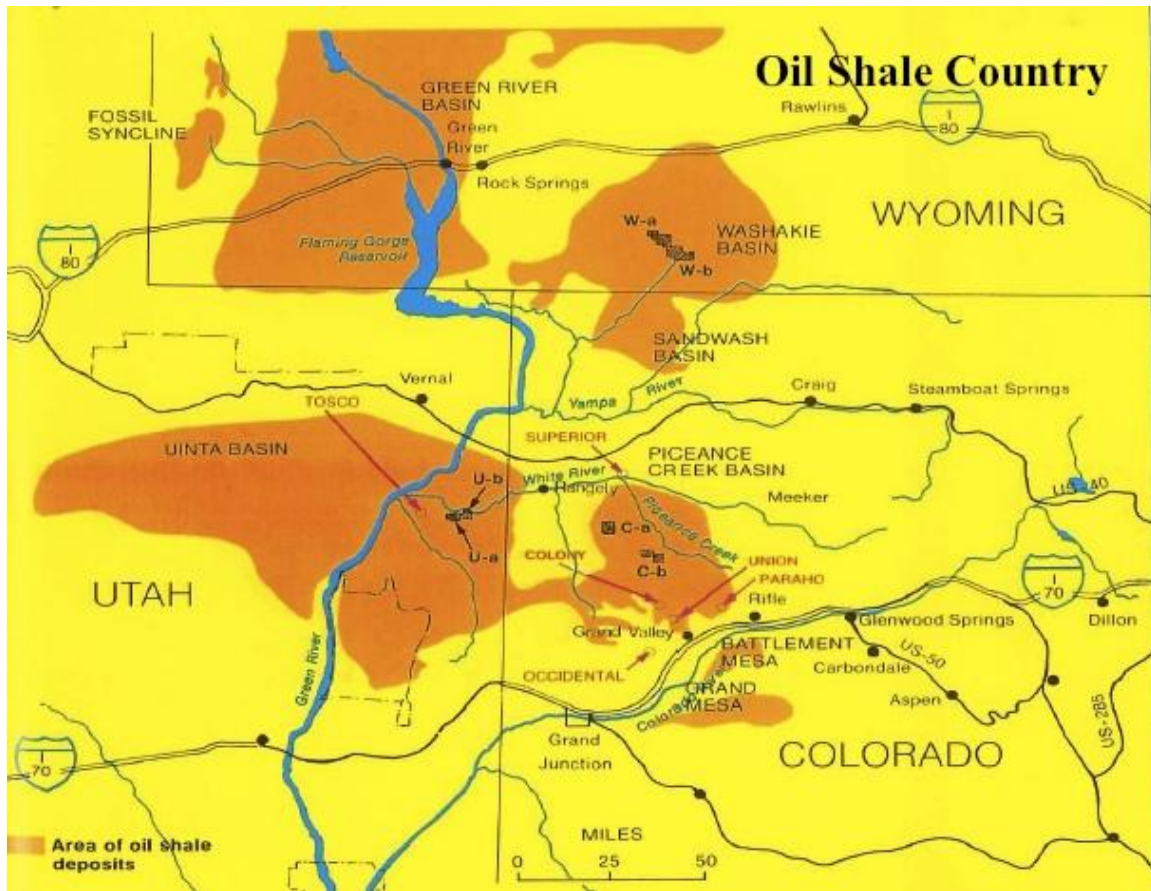 Oil Shale Country
GREEN RIVER
BASIN
FOSSIL
SYNCLINE
Green
River
Rawlins
I
80
Rock Springs
WYOMING
W-a
WASHAKIE
BASIN
W-b
I
80
Flaming Gorge
Reservoir
SANDWASH
BASIN
Vernal
Craig
Steamboat Springs
Yampa
River
TOSCO
SUPERIOR
UINTA BASIN
PICEANCE
CREEK BASIN
U-b
White River
Rangely
Meeker
US-40
Piceance Creek
C-a
U-a
COLONY
C-b
UNION
PARAHO
I
70
UTAH
Rifle
Grand Valley
Glenwood Springs
Dillon
BATTLEMENT
MESA
Carbondale
US-50
OCCIDENTAL
GRAND
MESA
Aspen
Green River
Colorado River
US-285
Grand
Junction
COLORADO
I
70
MILES
0 25 50
Area of oil shale
deposits